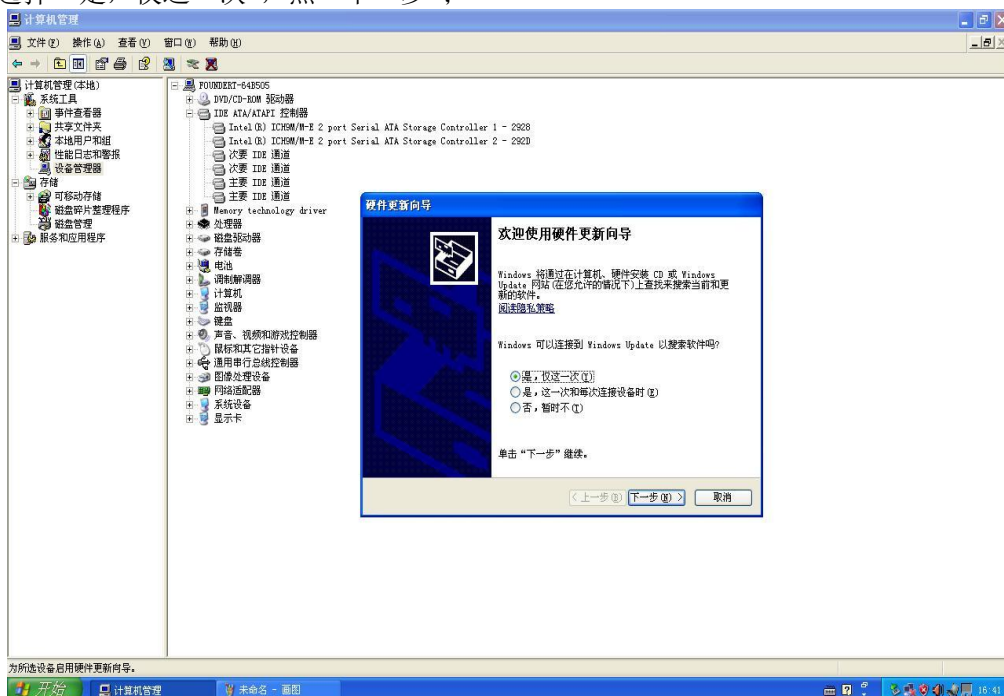 选择“是，仅这一次”，点“下一步”，
计算机管理
文件(F) 操作(A) 查看(V) 窗口(W) 帮助(H)
计算机管理(本地)
系统工具
事件查看器
共享文件夹
本地用户和组
性能日志和警报
设备管理器
存储
可移动存储
磁盘碎片整理程序
磁盘管理
服务和应用程序
FOUNDERT-64B505
DVD/CD-ROM 驱动器
IDE ATA/ATAPI 控制器
Intel(R) ICH9M/M-E 2 port Serial ATA Storage Controller 1 - 2928
Intel(R) ICH9M/M-E 2 port Serial ATA Storage Controller 2 - 292D
次要 IDE 通道
次要 IDE 通道
主要 IDE 通道
主要 IDE 通道
Memory technology driver
处理器
磁盘驱动器
存储卷
电池
调制解调器
计算机
监视器
键盘
声音、视频和游戏控制器
鼠标和其它指针设备
通用串行总线控制器
图像处理设备
网络适配器
系统设备
显示卡
硬件更新向导
欢迎使用硬件更新向导
Windows 将通过在计算机、硬件安装 CD 或 Windows
Update 网站(在您允许的情况下)上查找来搜索当前和更
新的软件。
阅读隐私策略
Windows 可以连接到 Windows Update 以搜索软件吗?
是，仅这一次(Y)
是，这一次和每次连接设备时(E)
否，暂时不(T)
单击“下一步”继续。
<上一步(B) 下一步(N)> 取消
为所选设备启用硬件更新向导。
开始 计算机管理 未命名 - 画图 16:41